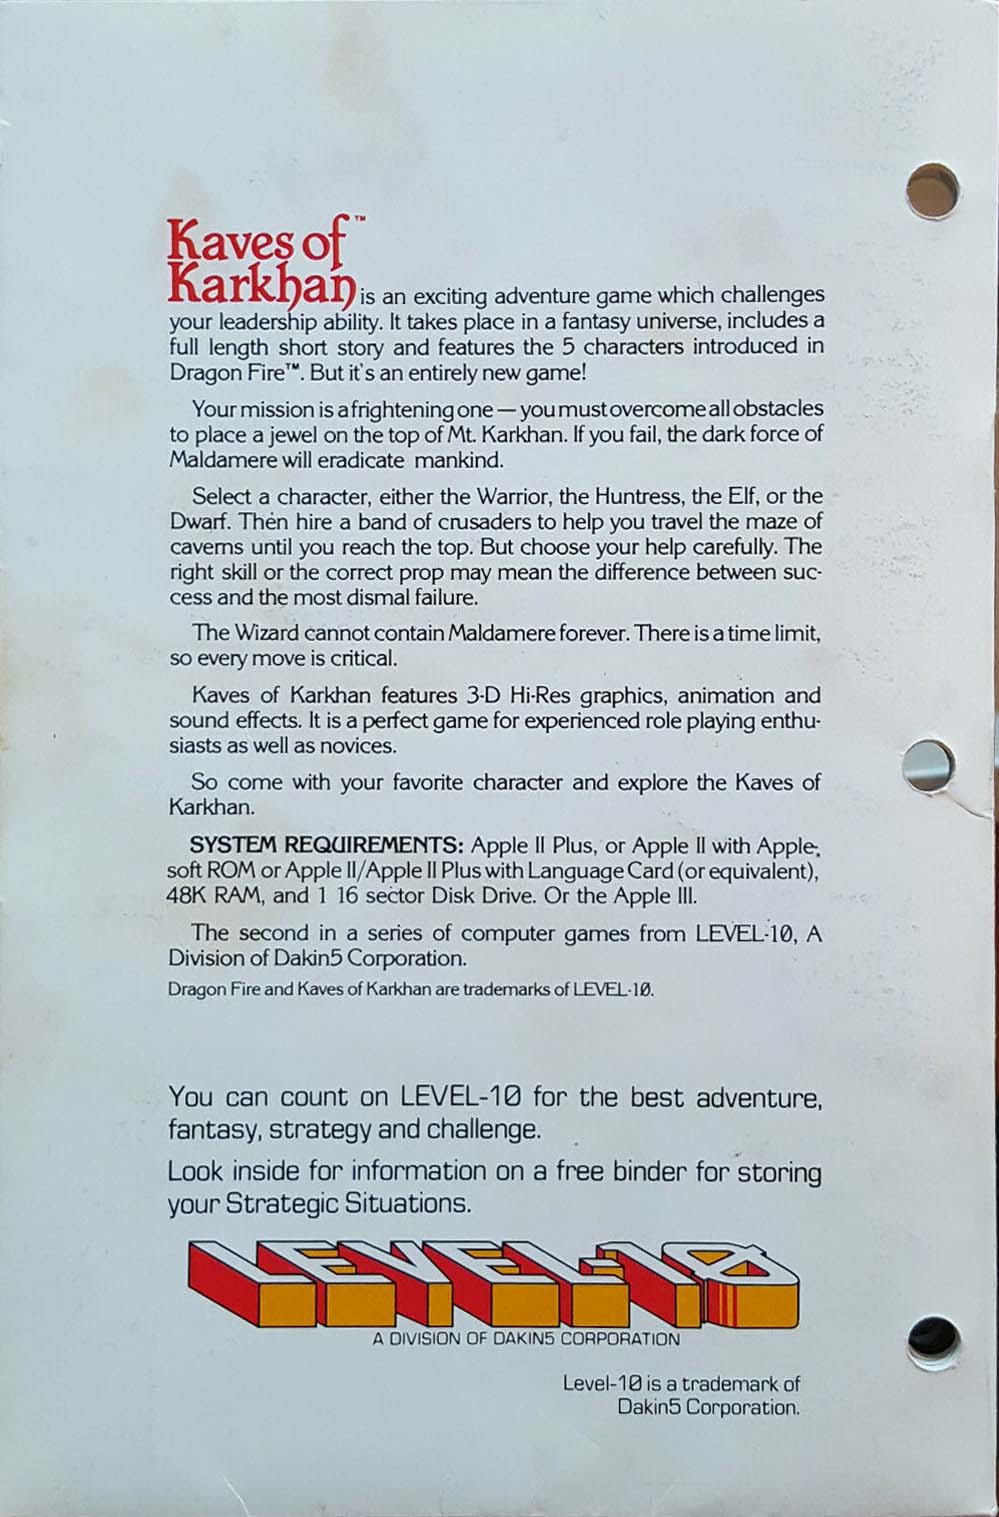 Kaves of™
Karkhan is an exciting adventure game which challenges
your leadership ability. It takes place in a fantasy universe, includes a
full length short story and features the 5 characters introduced in
Dragon Fire™. But it's an entirely new game!
Your mission is a frightening one — you must overcome all obstacles
to place a jewel on the top of Mt. Karkhan. If you fail, the dark force of
Maldamere will eradicate mankind.
Select a character, either the Warrior, the Huntress, the Elf, or the
Dwarf. Then hire a band of crusaders to help you travel the maze of
caverns until you reach the top. But choose your help carefully. The
right skill or the correct prop may mean the difference between suc-
cess and the most dismal failure.
The Wizard cannot contain Maldamere forever. There is a time limit,
so every move is critical.
Kaves of Karkhan features 3-D Hi-Res graphics, animation and
sound effects. It is a perfect game for experienced role playing enthu-
siasts as well as novices.
So come with your favorite character and explore the Kaves of
Karkhan.
SYSTEM REQUIREMENTS: Apple II Plus, or Apple II with Apple-
soft ROM or Apple II/Apple II Plus with Language Card (or equivalent),
48K RAM, and 1 16 sector Disk Drive. Or the Apple III.
The second in a series of computer games from LEVEL-10, A
Division of Dakin5 Corporation.
Dragon Fire and Kaves of Karkhan are trademarks of LEVEL-10.
You can count on LEVEL-10 for the best adventure,
fantasy, strategy and challenge.
Look inside for information on a free binder for storing
your Strategic Situations.
LEVEL-10
A DIVISION OF DAKIN5 CORPORATION
Level-10 is a trademark of
Dakin5 Corporation.